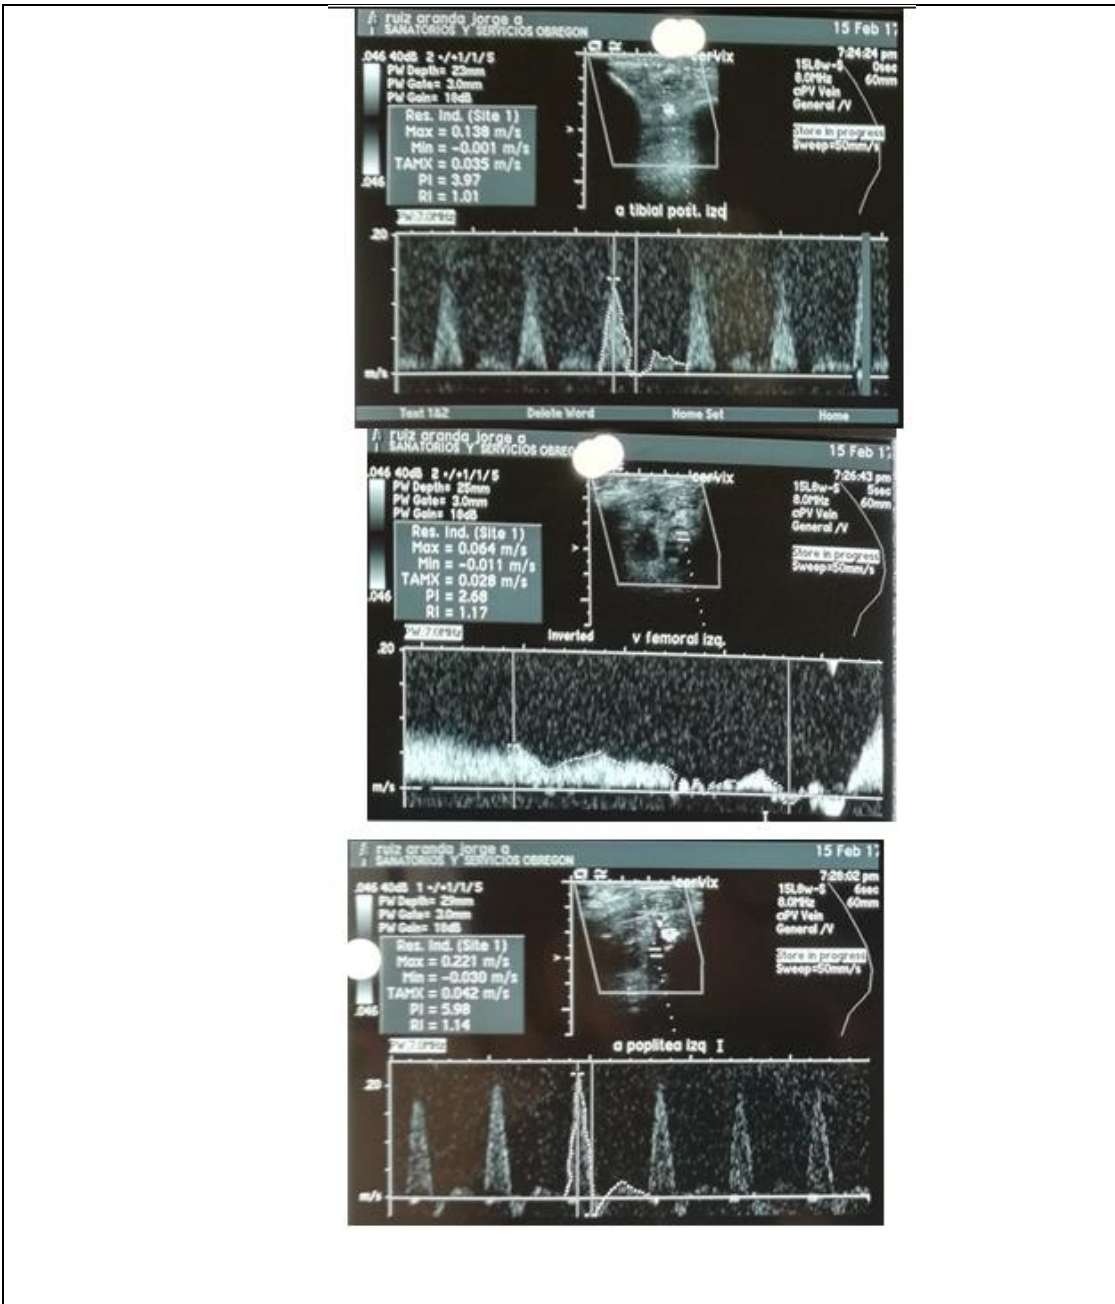 ruiz aranda jorge a
SANATORIOS Y SERVICIOS OBREGON
15 Feb 17
7:24:24 pm
.046 40dB 2 •/+1/1/5
PW Depth= 23mm
PW Gate= 3.0mm
PW Gain= 18dB
Res. Ind. (Site 1)
Max = 0.138 m/s
Min = -0.001 m/s
TAMX = 0.035 m/s
PI = 3.97
RI = 1.01
.046
PW:7.0MHz
15L8w-S 0sec
8.0MHz 60mm
cPV Vein
General /V
Store in progress
Sweep=50mm/s
a tibial post. izq
.20
m/s
Text 1&2 Delete Word Home Set Home
ruiz aranda jorge a
SANATORIOS Y SERVICIOS
15 Feb 17
7:26:43 pm
.046 40dB 2 •/+1/1/5
PW Depth= 25mm
PW Gate= 3.0mm
PW Gain= 18dB
Res. Ind. (Site 1)
Max = 0.064 m/s
Min = -0.011 m/s
TAMX = 0.028 m/s
PI = 2.68
RI = 1.17
.046
PW:7.0MHz
15L8w-S 5sec
8.0MHz 60mm
cPV Vein
General /V
Store in progress
Sweep=50mm/s
Inverted v femoral izq.
.20
m/s
ruiz aranda jorge a
SANATORIOS Y SERVICIOS OBREGON
15 Feb 17
7:28:02 pm
.046 40dB 1 •/+1/1/5
PW Depth= 29mm
PW Gate= 3.0mm
PW Gain= 18dB
Res. Ind. (Site 1)
Max = 0.221 m/s
Min = -0.030 m/s
TAMX = 0.042 m/s
PI = 5.98
RI = 1.14
.046
PW:7.0MHz
15L8w-S 6sec
8.0MHz 60mm
cPV Vein
General /V
Store in progress
Sweep=50mm/s
a poplitea izq
.20
m/s